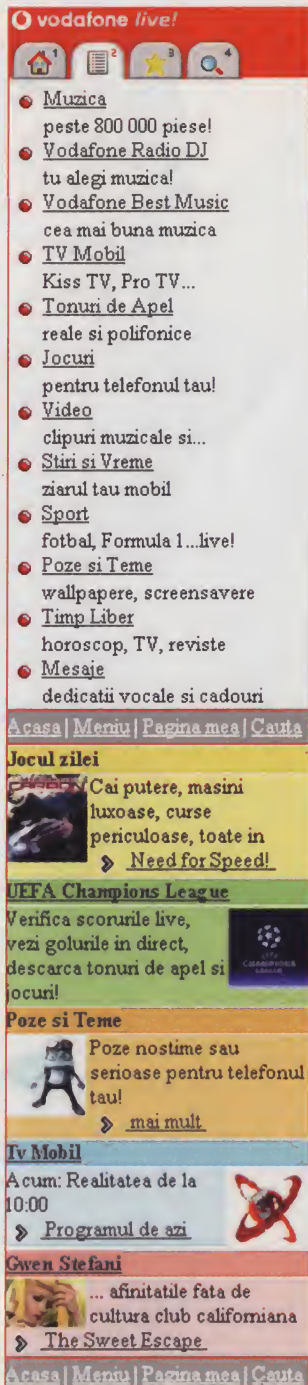 vodafone live!
1 2 3 4
Muzica
peste 800 000 piese!
Vodafone Radio DJ
tu alegi muzica!
Vodafone Best Music
cea mai buna muzica
TV Mobil
Kiss TV, Pro TV...
Tonuri de Apel
reale si polifonice
Jocuri
pentru telefonul tau!
Video
clipuri muzicale si...
Stiri si Vreme
ziarul tau mobil
Sport
fotbal, Formula 1...live!
Poze si Teme
wallpapere, screensavere
Timp Liber
horoscop, TV, reviste
Mesaje
dedicatii vocale si cadouri
Acasa | Meniu | Pagina mea | Cauta
Jocul zilei
CARBON
Cai putere, masini
luxoase, curse
periculoase, toate in
Need for Speed!
UEFA Champions League
Verifica scorurile live,
vezi golurile in direct,
descarca tonuri de apel si
jocuri!
CHAMPIONS
LEAGUE
Poze si Teme
Poze nostime sau
serioase pentru telefonul
tau!
mai mult
Tv Mobil
Acum: Realitatea de la
10:00
Programul de azi
Gwen Stefani
... afinitatile fata de
cultura club californiana
The Sweet Escape
Acasa | Meniu | Pagina mea | Cauta